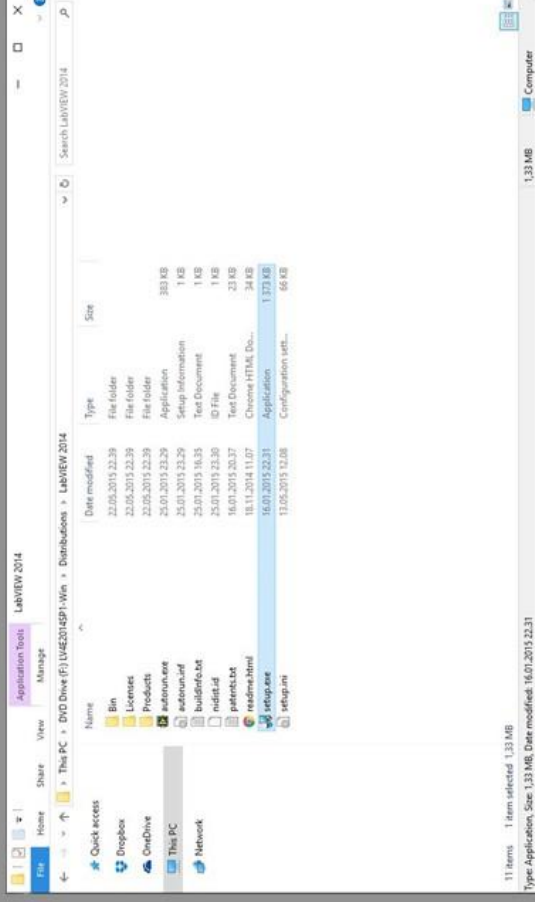 Application Tools LabVIEW 2014
File Home Share View Manage
This PC > DVD Drive (F:) LV4E2014SP1-Win > Distributions > LabVIEW 2014 Search LabVIEW 2014
Quick access
Dropbox
OneDrive
This PC
Network
Name Date modified Type Size
Bin 22.05.2015 22.39 File folder
Licenses 22.05.2015 22.39 File folder
Products 22.05.2015 22.39 File folder
autorun.exe 25.01.2015 23.29 Application 383 KB
autorun.inf 25.01.2015 23.29 Setup Information 1 KB
buildinfo.txt 25.01.2015 16.35 Text Document 1 KB
nidist.id 25.01.2015 23.30 ID File 1 KB
patents.txt 16.01.2015 20.37 Text Document 23 KB
readme.html 18.11.2014 11.07 Chrome HTML Do... 34 KB
setup.exe 16.01.2015 22.31 Application 1 373 KB
setup.ini 13.05.2015 12.08 Configuration sett... 66 KB
11 items 1 item selected 1,33 MB
Type: Application, Size: 1,33 MB, Date modified: 16.01.2015 22.31 1,33 MB Computer